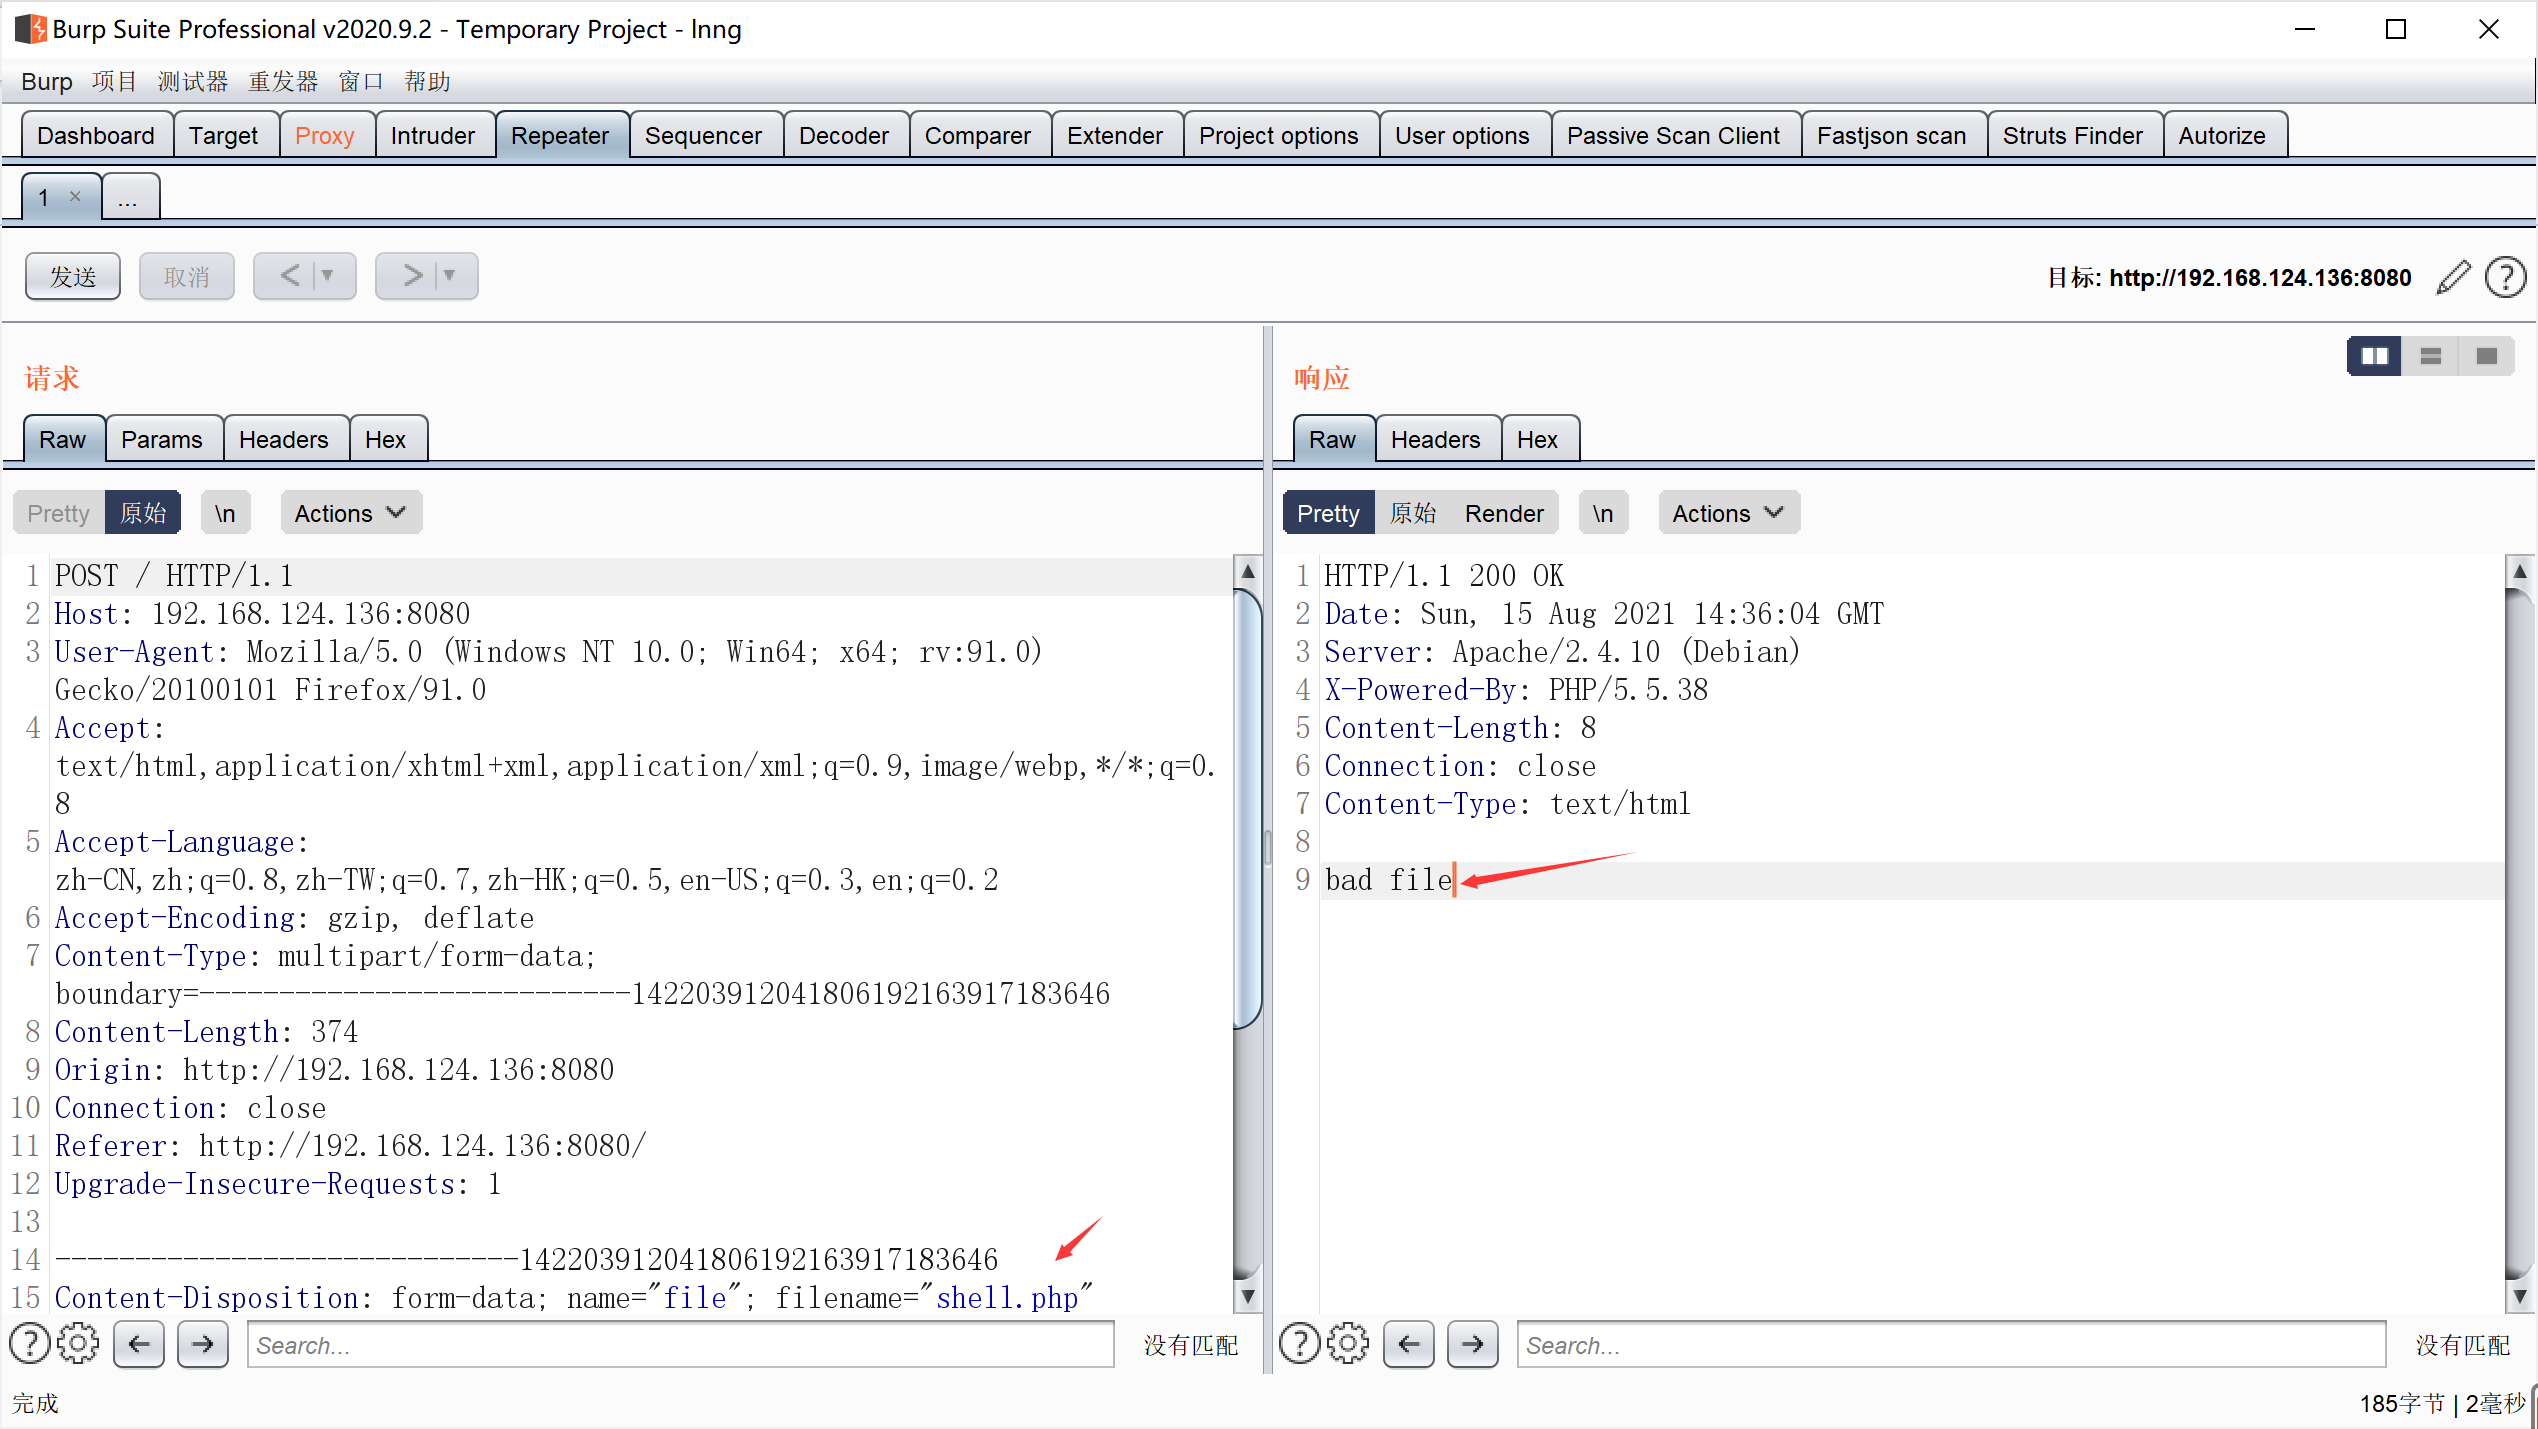 Burp Suite Professional v2020.9.2 - Temporary Project - lnng
Burp 项目 测试器 重发器 窗口 帮助
Dashboard Target Proxy Intruder Repeater Sequencer Decoder Comparer Extender Project options User options Passive Scan Client Fastjson scan Struts Finder Autorize
1 × ...
发送 取消 < > 目标: http://192.168.124.136:8080
请求
Raw Params Headers Hex
Pretty 原始 \n Actions
1 POST / HTTP/1.1
2 Host: 192.168.124.136:8080
3 User-Agent: Mozilla/5.0 (Windows NT 10.0; Win64; x64; rv:91.0)
Gecko/20100101 Firefox/91.0
4 Accept:
text/html,application/xhtml+xml,application/xml;q=0.9,image/webp,*/*;q=0.
8
5 Accept-Language:
zh-CN,zh;q=0.8,zh-TW;q=0.7,zh-HK;q=0.5,en-US;q=0.3,en;q=0.2
6 Accept-Encoding: gzip, deflate
7 Content-Type: multipart/form-data;
boundary=---------------------------142203912041806192163917183646
8 Content-Length: 374
9 Origin: http://192.168.124.136:8080
10 Connection: close
11 Referer: http://192.168.124.136:8080/
12 Upgrade-Insecure-Requests: 1
13
14 -----------------------------142203912041806192163917183646
15 Content-Disposition: form-data; name="file"; filename="shell.php"
Search... 没有匹配
响应
Raw Headers Hex
Pretty 原始 Render \n Actions
1 HTTP/1.1 200 OK
2 Date: Sun, 15 Aug 2021 14:36:04 GMT
3 Server: Apache/2.4.10 (Debian)
4 X-Powered-By: PHP/5.5.38
5 Content-Length: 8
6 Connection: close
7 Content-Type: text/html
8
9 bad file
Search... 没有匹配
完成 185字节 | 2毫秒